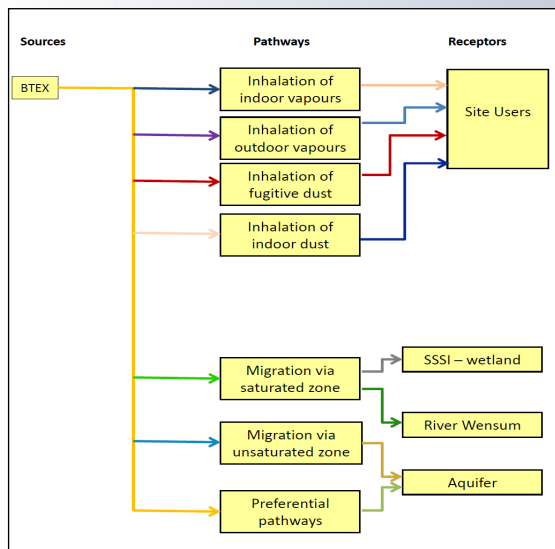 Sources
Pathways
Receptors
BTEX
Inhalation of
indoor vapours
Site Users
Inhalation of
outdoor vapours
Inhalation of
fugitive dust
Inhalation of
indoor dust
Migration via
saturated zone
SSSI – wetland
River Wensum
Migration via
unsaturated zone
Aquifer
Preferential
pathways